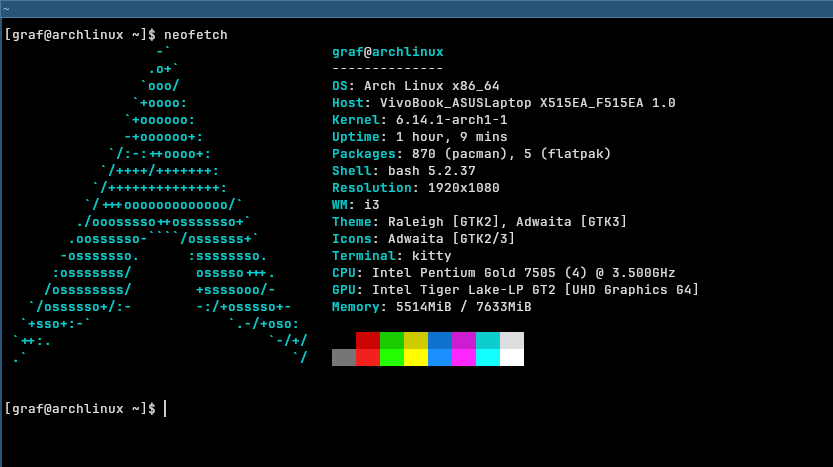 ~
[graf@archlinux ~]$ neofetch
                   -`                    graf@archlinux
                  .o+`                   --------------
                 `ooo/                   OS: Arch Linux x86_64
                `+oooo:                  Host: VivoBook_ASUSLaptop X515EA_F515EA 1.0
               `+oooooo:                 Kernel: 6.14.1-arch1-1
               -+oooooo+:                Uptime: 1 hour, 9 mins
             `/:-:++oooo+:               Packages: 870 (pacman), 5 (flatpak)
            `/++++/+++++++:              Shell: bash 5.2.37
           `/++++++++++++++:             Resolution: 1920x1080
          `/+++ooooooooooooo/`           WM: i3
         ./ooosssso++osssssso+`          Theme: Raleigh [GTK2], Adwaita [GTK3]
        .oossssso-````/ossssss+`         Icons: Adwaita [GTK2/3]
       -osssssso.      :ssssssso.        Terminal: kitty
      :osssssss/        osssso+++.       CPU: Intel Pentium Gold 7505 (4) @ 3.500GHz
     /ossssssss/        +ssssooo/-       GPU: Intel Tiger Lake-LP GT2 [UHD Graphics G4]
   `/ossssso+/:-        -:/+osssso+-     Memory: 5514MiB / 7633MiB
  `+sso+:-`                 `.-/+oso:
 `++:.                           `-/+/
 .`                                 `/
[graf@archlinux ~]$